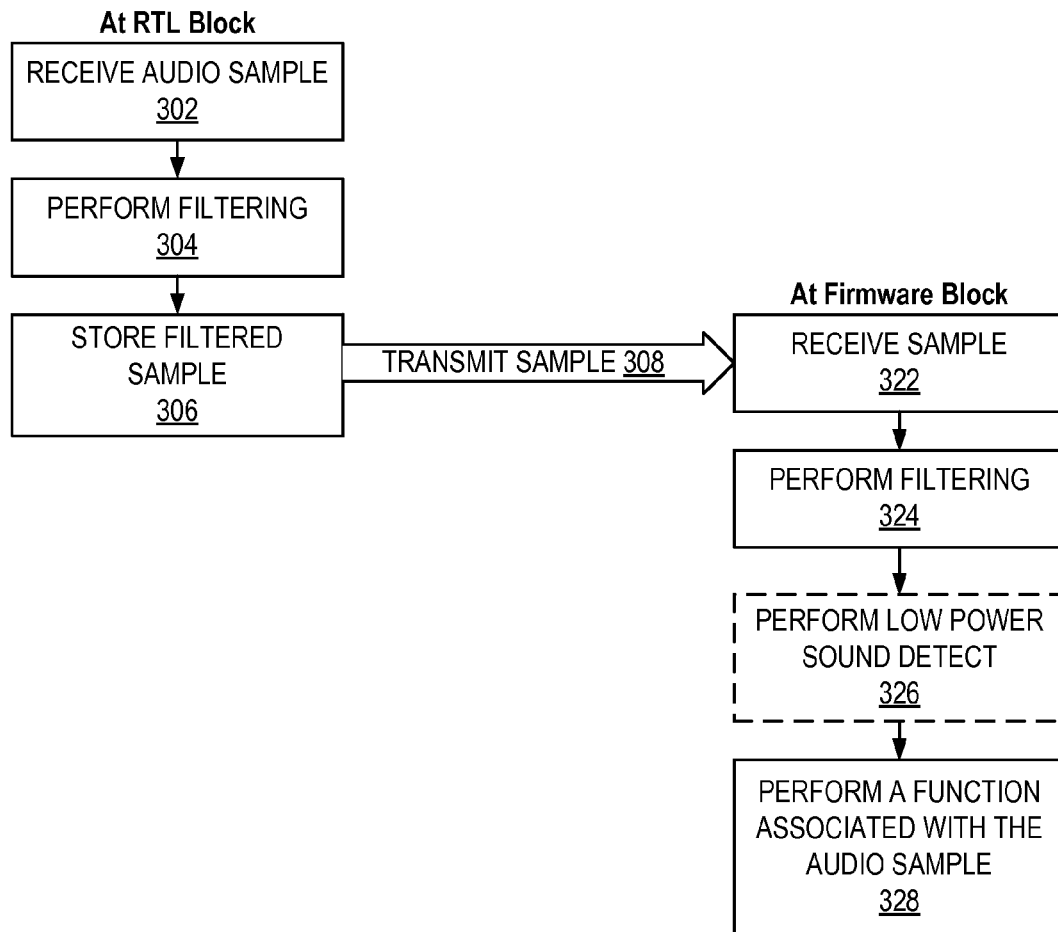 At RTL Block
RECEIVE AUDIO SAMPLE
302
PERFORM FILTERING
304
STORE FILTERED
SAMPLE
306
TRANSMIT SAMPLE 308
At Firmware Block
RECEIVE SAMPLE
322
PERFORM FILTERING
324
PERFORM LOW POWER
SOUND DETECT
326
PERFORM A FUNCTION
ASSOCIATED WITH THE
AUDIO SAMPLE
328